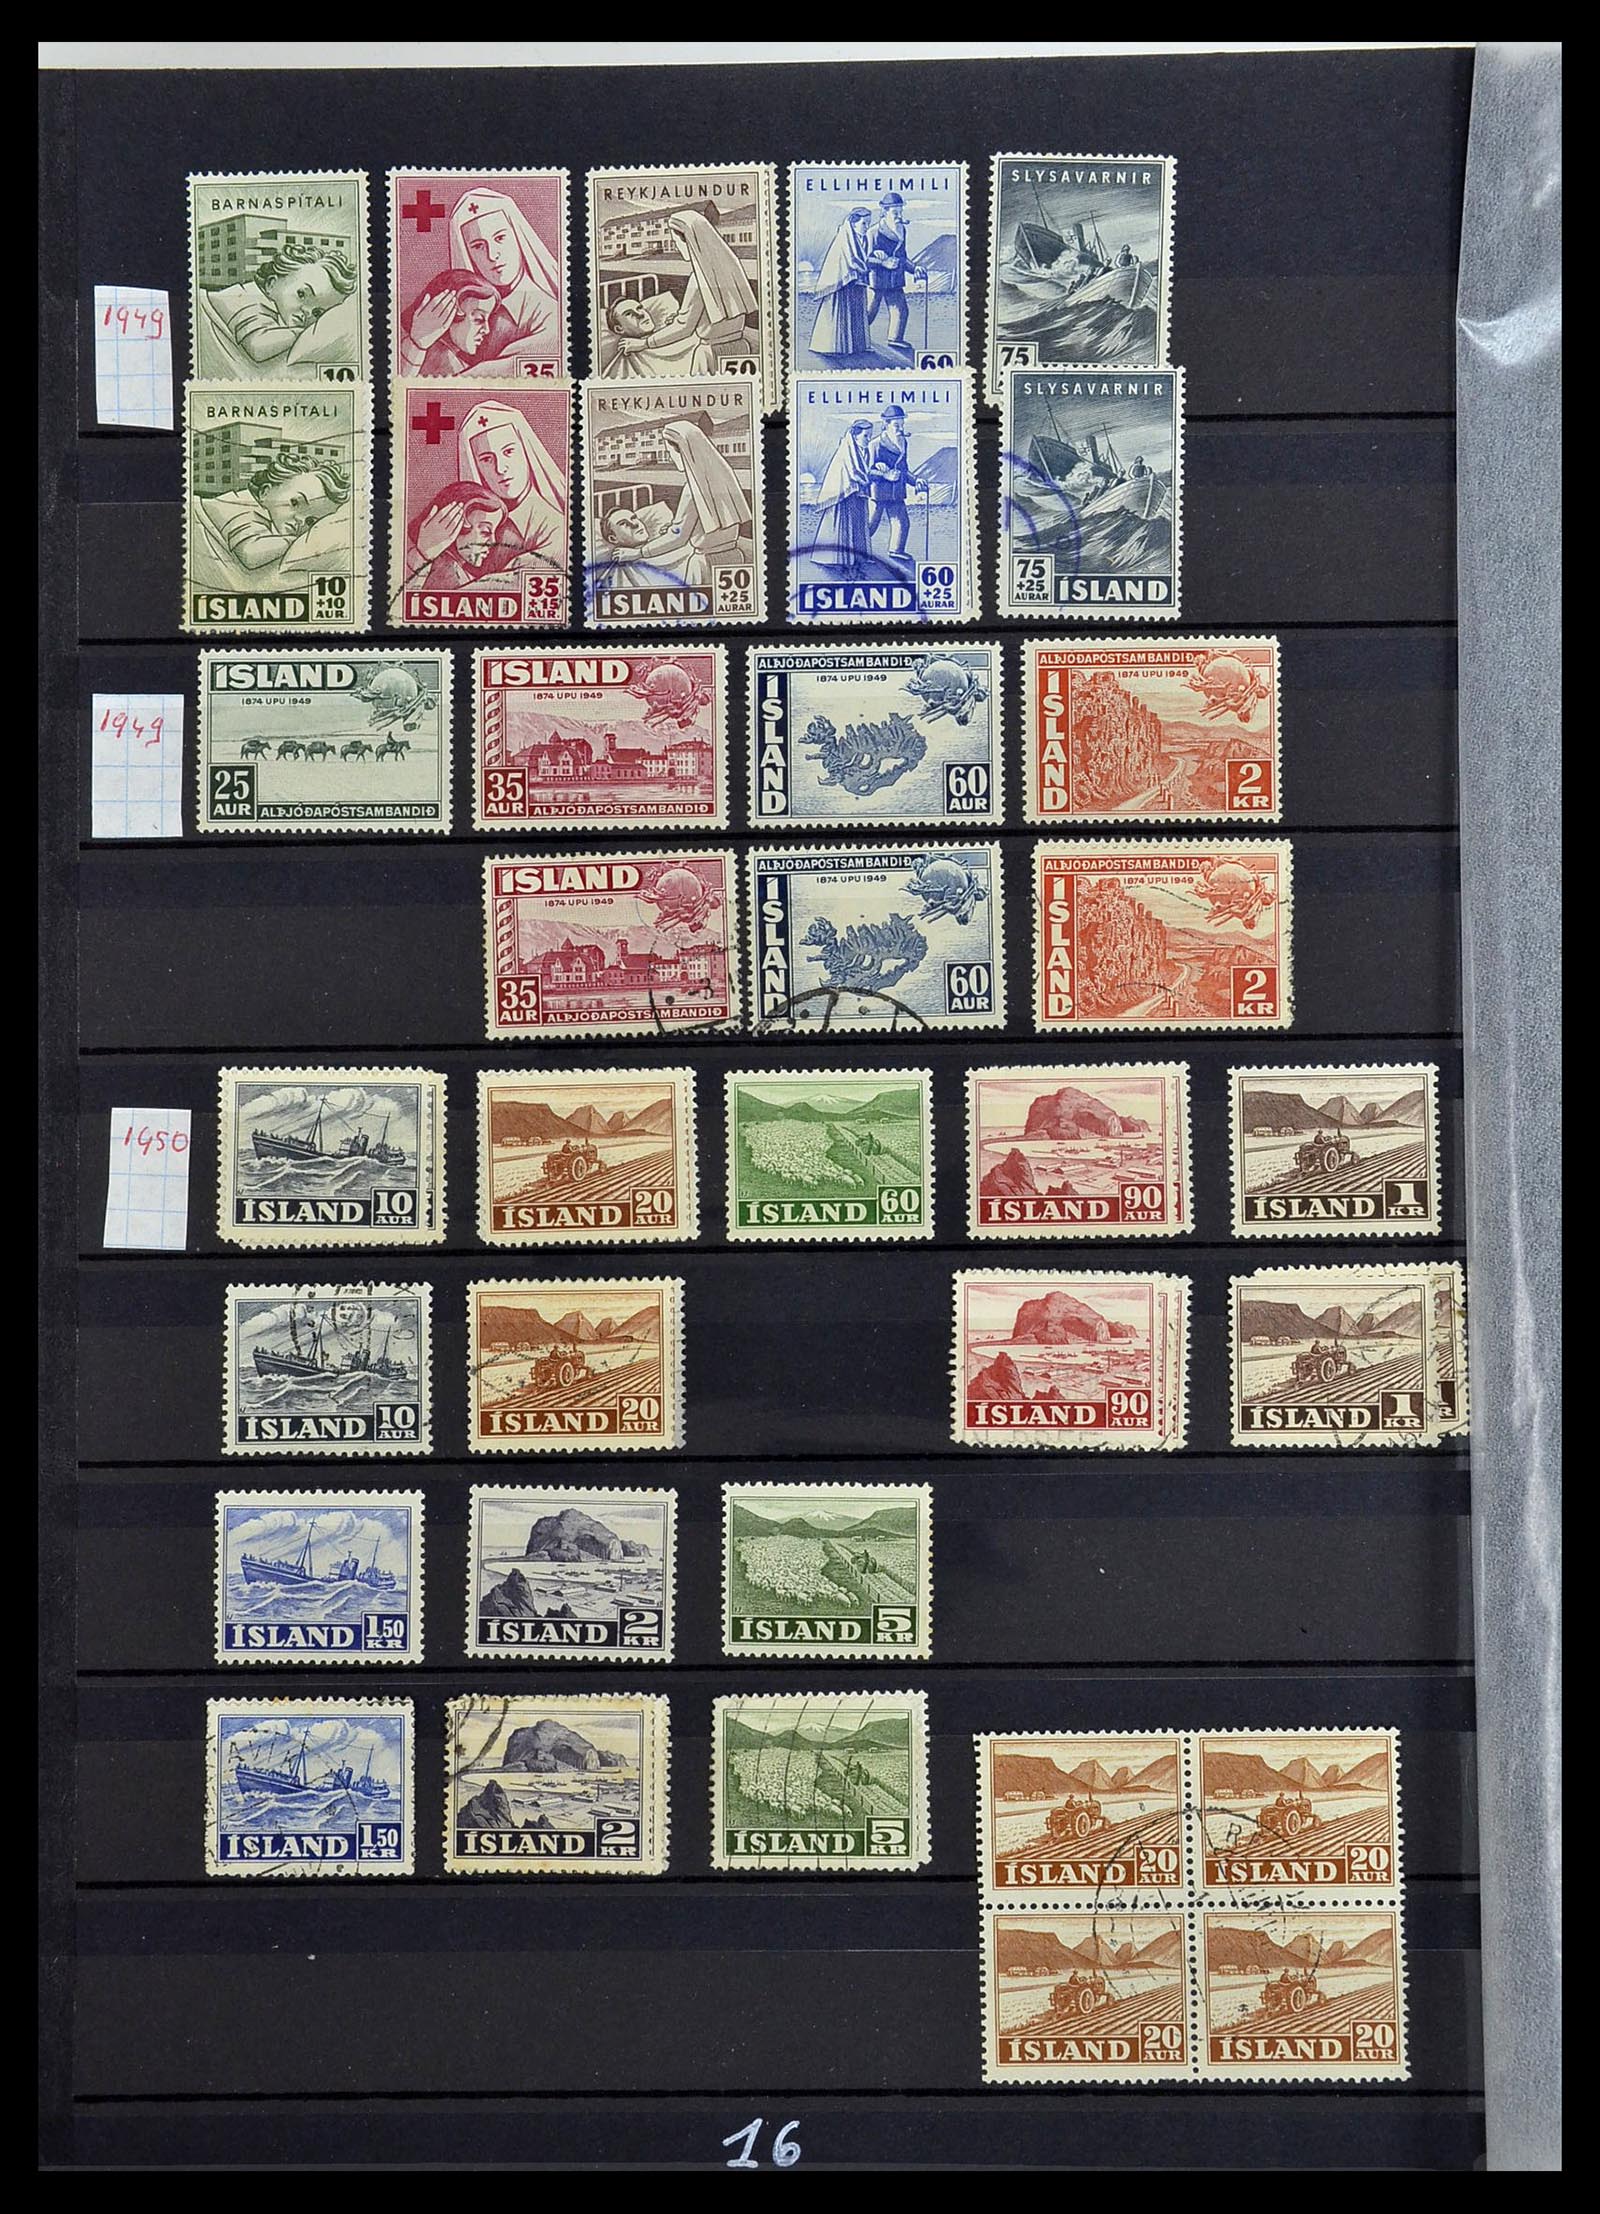 BARNASPÍTALI
10
35
REYKJALUNDUR
50
ELLIHEIMILI
60
SLYSAVARNIR
75
1949
BARNASPÍTALI
ÍSLAND 10 +10 AUR.
ÍSLAND 35 +15 AUR.
REYKJALUNDUR
ÍSLAND 50 +25 AURAR
ELLIHEIMILI
ÍSLAND 60 +25 AURAR
SLYSAVARNIR
75 +25 AURAR ÍSLAND
1949
ÍSLAND
1874 UPU 1949
25 AUR ALÞJÓÐAPÓSTSAMBANDIÐ
ÍSLAND
1874 UPU 1949
35 AUR ALÞJÓÐAPÓSTSAMBANDIÐ
ALÞJÓÐAPÓSTSAMBANDIÐ
1874 UPU 1949
ÍSLAND
60 AUR
ALÞJÓÐAPÓSTSAMBANDIÐ
1874 UPU 1949
ÍSLAND
2 KR
ÍSLAND
1874 UPU 1949
35 AUR ALÞJÓÐAPÓSTSAMBANDIÐ
ALÞJÓÐAPÓSTSAMBANDIÐ
1874 UPU 1949
ÍSLAND
60 AUR
ALÞJÓÐAPÓSTSAMBANDIÐ
1874 UPU 1949
ÍSLAND
2 KR
1950
ÍSLAND 10 AUR
ÍSLAND 20 AUR
ÍSLAND 60 AUR
ÍSLAND 90 AUR
ÍSLAND 1 KR
ÍSLAND 10 AUR
ÍSLAND 20 AUR
ÍSLAND 90 AUR
ÍSLAND 1 KR
ÍSLAND 1.50 KR
ÍSLAND 2 KR
ÍSLAND 5 KR
ÍSLAND 1.50 KR
ÍSLAND 2 KR
ÍSLAND 5 KR
ÍSLAND 20 AUR
ÍSLAND 20 AUR
ÍSLAND 20 AUR
ÍSLAND 20 AUR
16